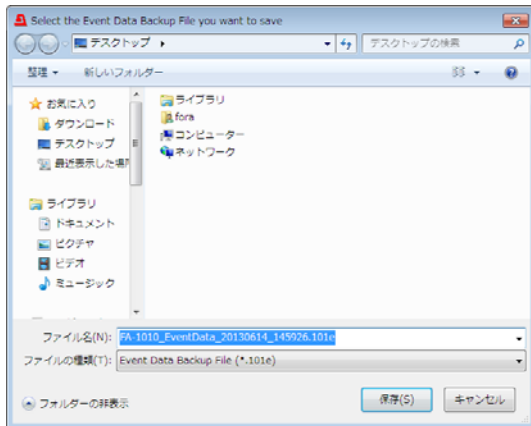 Select the Event Data Backup File you want to save
デスクトップ
デスクトップの検索
整理
新しいフォルダー
お気に入り
ダウンロード
デスクトップ
最近表示した場所
ライブラリ
ドキュメント
ピクチャ
ビデオ
ミュージック
ライブラリ
fora
コンピューター
ネットワーク
ファイル名(N):
FA-1010_EventData_20130614_145926.101e
ファイルの種類(T):
Event Data Backup File (*.101e)
フォルダーの非表示
保存(S)
キャンセル